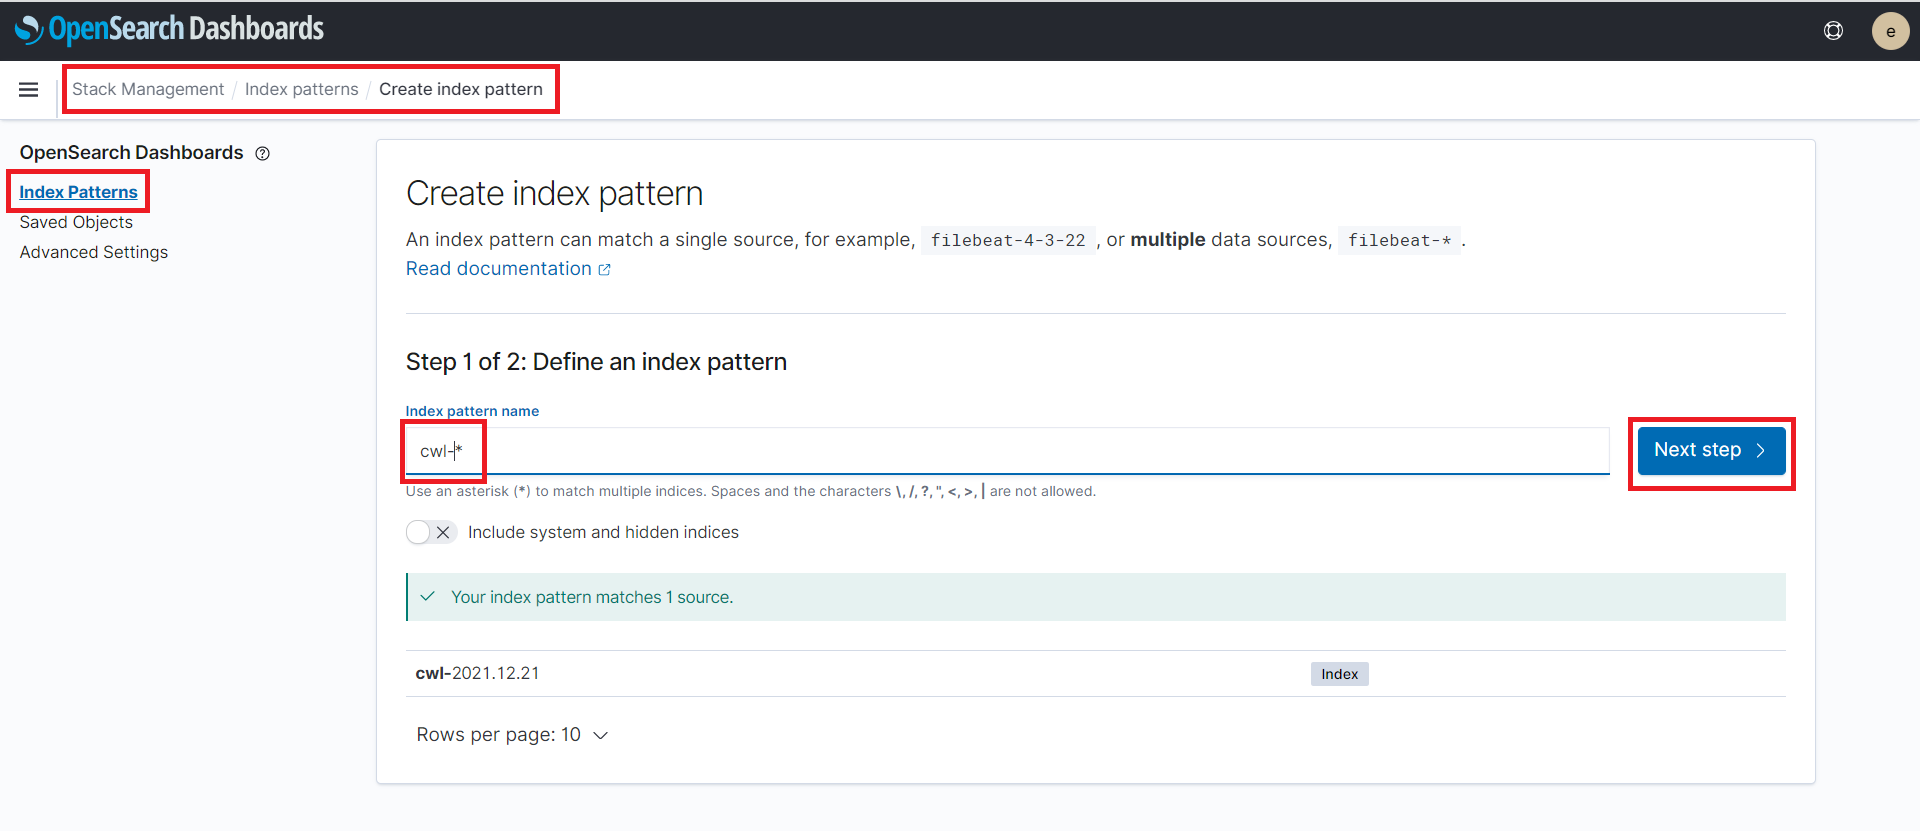 OpenSearch Dashboards
e
Stack Management / Index patterns / Create index pattern
OpenSearch Dashboards
Index Patterns
Saved Objects
Advanced Settings
Create index pattern
An index pattern can match a single source, for example, filebeat-4-3-22 , or multiple data sources, filebeat-* .
Read documentation
Step 1 of 2: Define an index pattern
Index pattern name
cwl-*
Next step
Use an asterisk (*) to match multiple indices. Spaces and the characters \, /, ?, ", <, >, | are not allowed.
Include system and hidden indices
Your index pattern matches 1 source.
cwl-2021.12.21
Index
Rows per page: 10